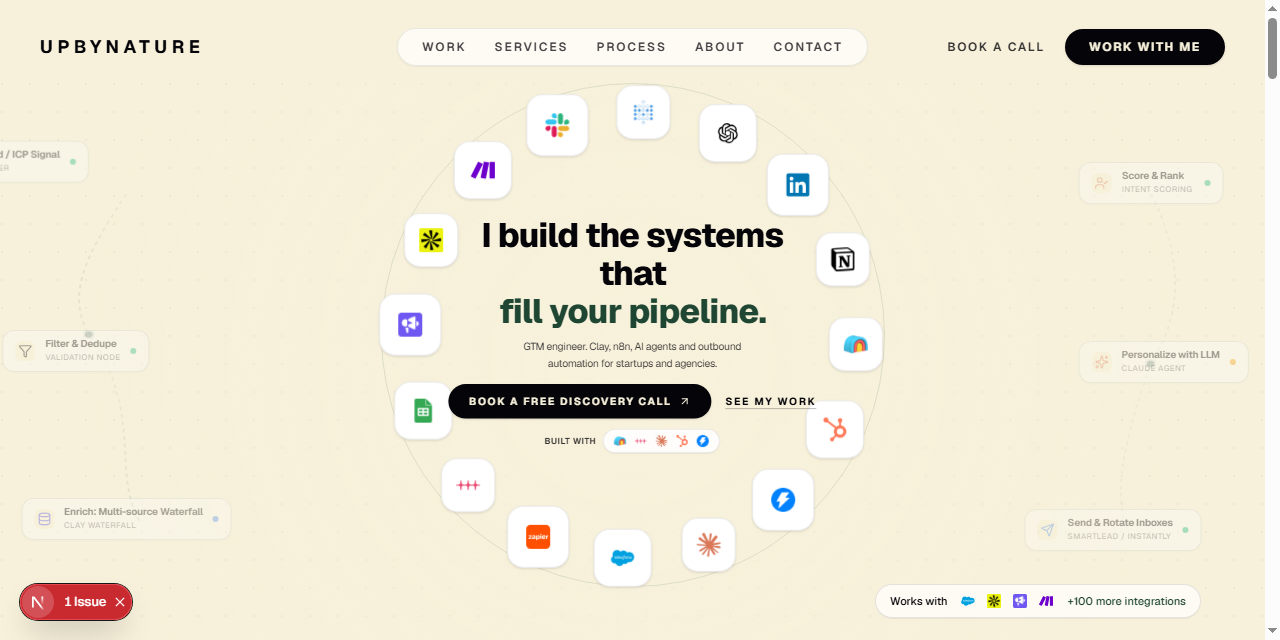 UPBYNATURE
WORK SERVICES PROCESS ABOUT CONTACT
BOOK A CALL
WORK WITH ME
d / ICP Signal
ER
Score & Rank
INTENT SCORING
I build the systems
that
fill your pipeline.
GTM engineer. Clay, n8n, AI agents and outbound
automation for startups and agencies.
BOOK A FREE DISCOVERY CALL
SEE MY WORK
BUILT WITH
Filter & Dedupe
VALIDATION NODE
Personalize with LLM
CLAUDE AGENT
Enrich: Multi-source Waterfall
CLAY WATERFALL
Send & Rotate Inboxes
SMARTLEAD / INSTANTLY
in
N
zapier
salesforce
N 1 Issue
Works with +100 more integrations